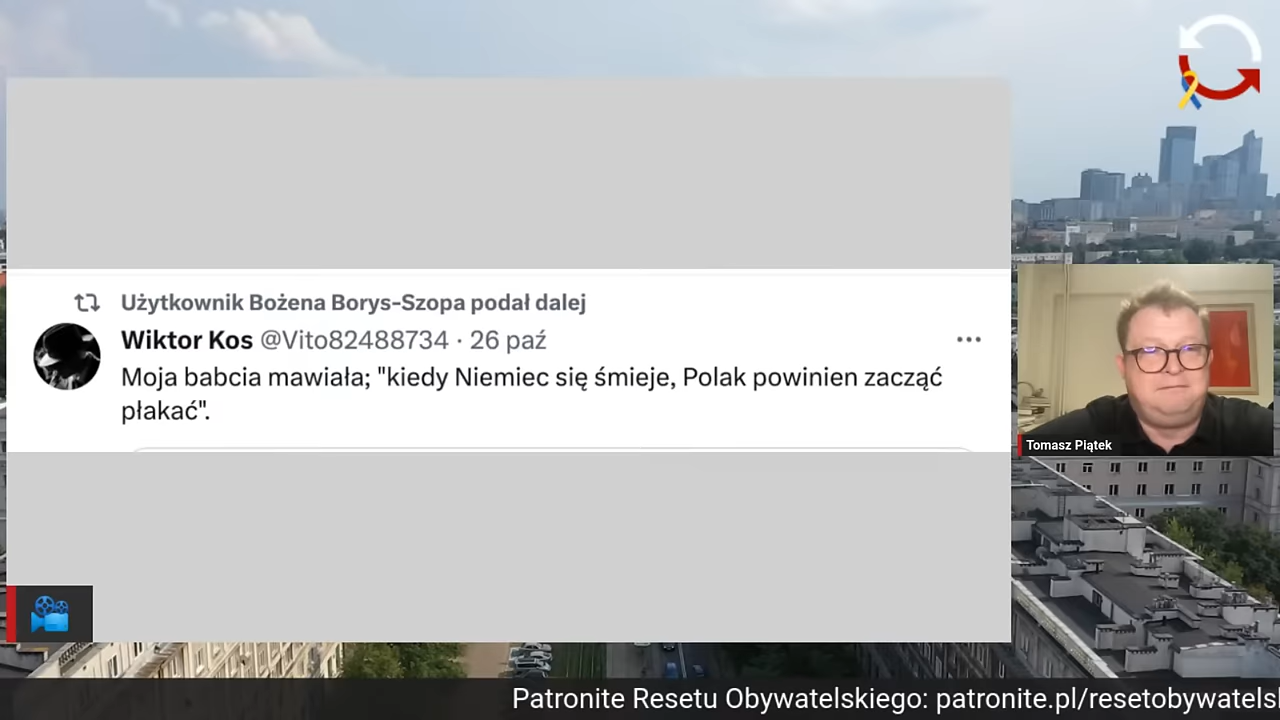 Użytkownik Bożena Borys-Szopa podał dalej
Wiktor Kos @Vito82488734 · 26 paź
Moja babcia mawiała; "kiedy Niemiec się śmieje, Polak powinien zacząć
płakać".
Tomasz Piątek
Patronite Resetu Obywatelskiego: patronite.pl/resetobywatels